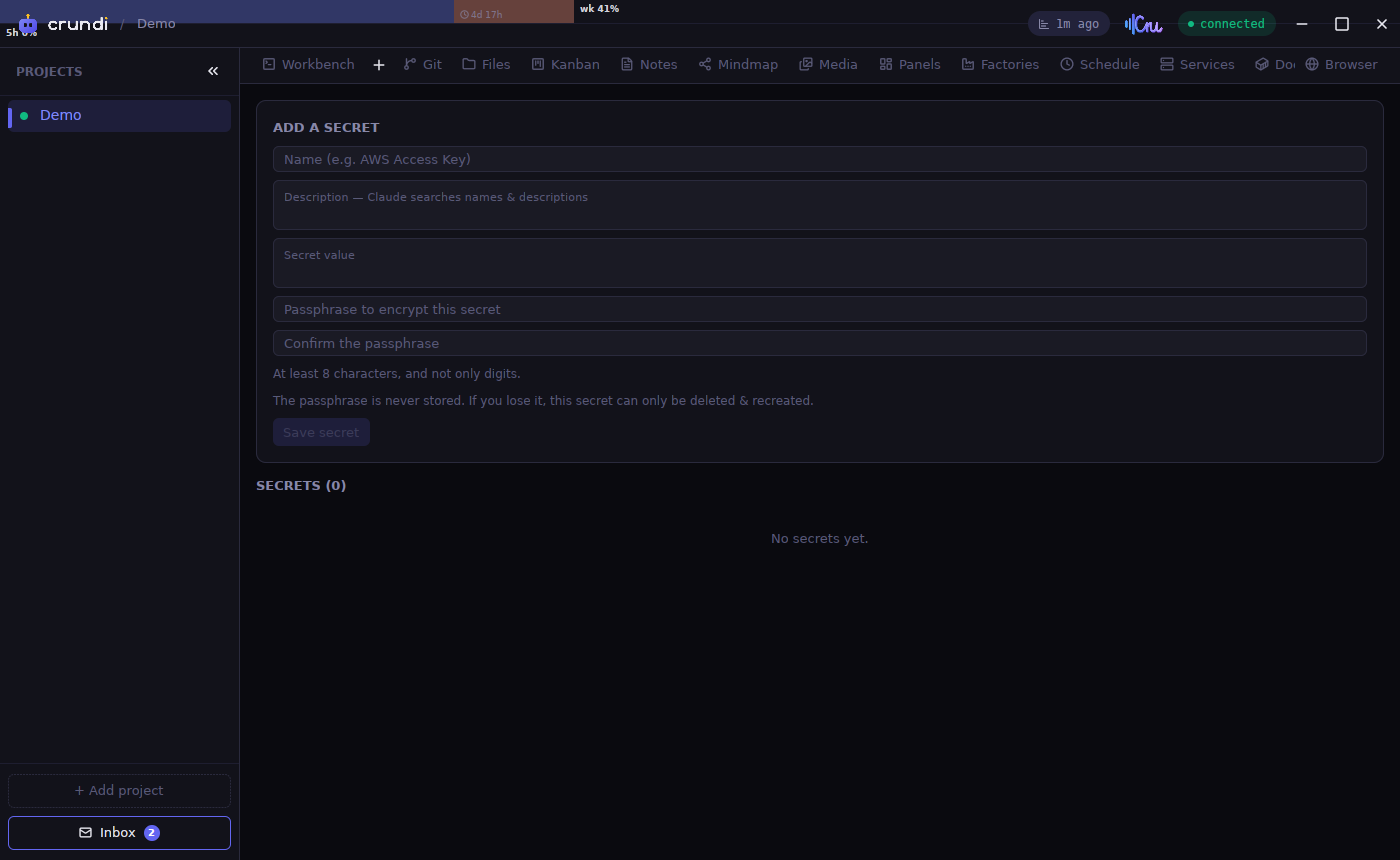 4d 17h
wk 41%
5h
crundi / Demo
1m ago
Cru
connected
PROJECTS
Workbench
Git
Files
Kanban
Notes
Mindmap
Media
Panels
Factories
Schedule
Services
Browser
Demo
ADD A SECRET
Name (e.g. AWS Access Key)
Description — Claude searches names & descriptions
Secret value
Passphrase to encrypt this secret
Confirm the passphrase
At least 8 characters, and not only digits.
The passphrase is never stored. If you lose it, this secret can only be deleted & recreated.
Save secret
SECRETS (0)
No secrets yet.
+ Add project
Inbox 2